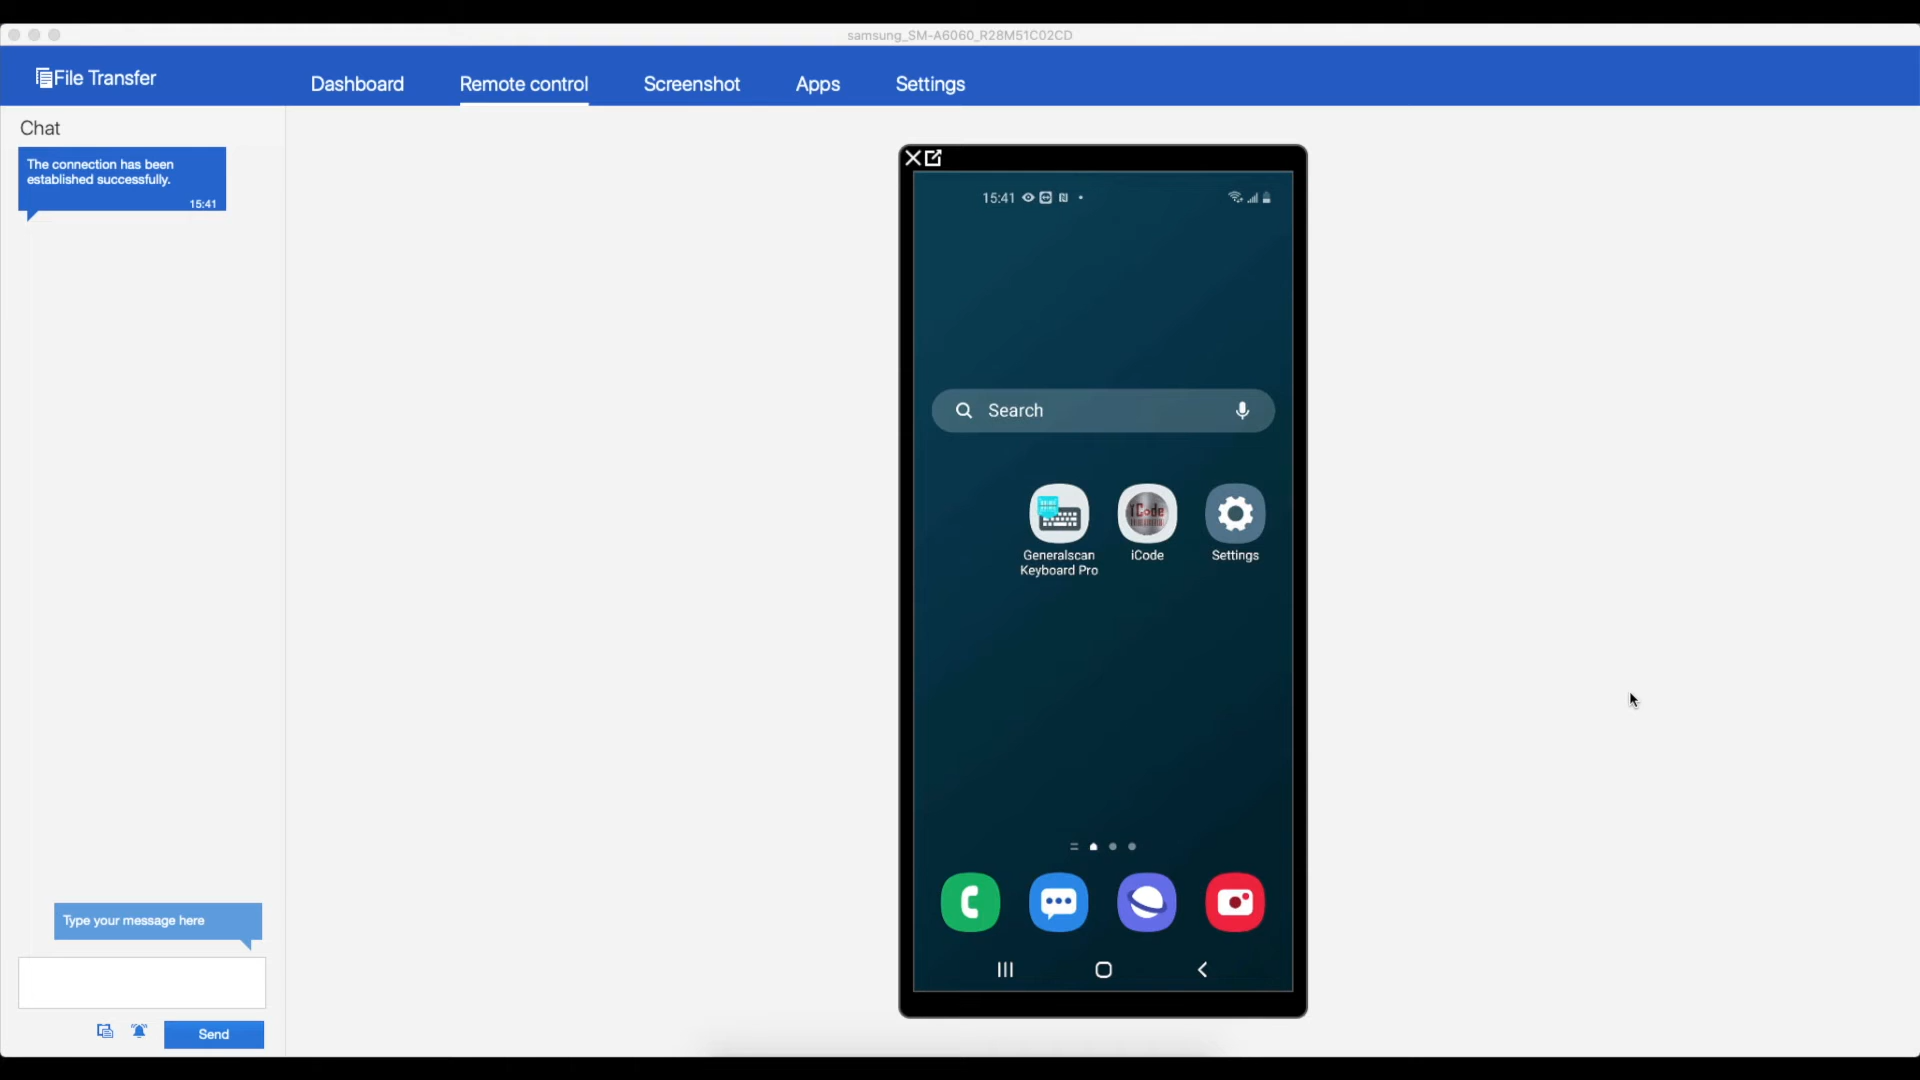 samsung_SM-A6060_R28M51C02CD
File Transfer
Dashboard
Remote control
Screenshot
Apps
Settings
Chat
The connection has been
established successfully.
15:41
15:41
Search
Generalscan
Keyboard Pro
iCode
iCode
Settings
Type your message here
Send